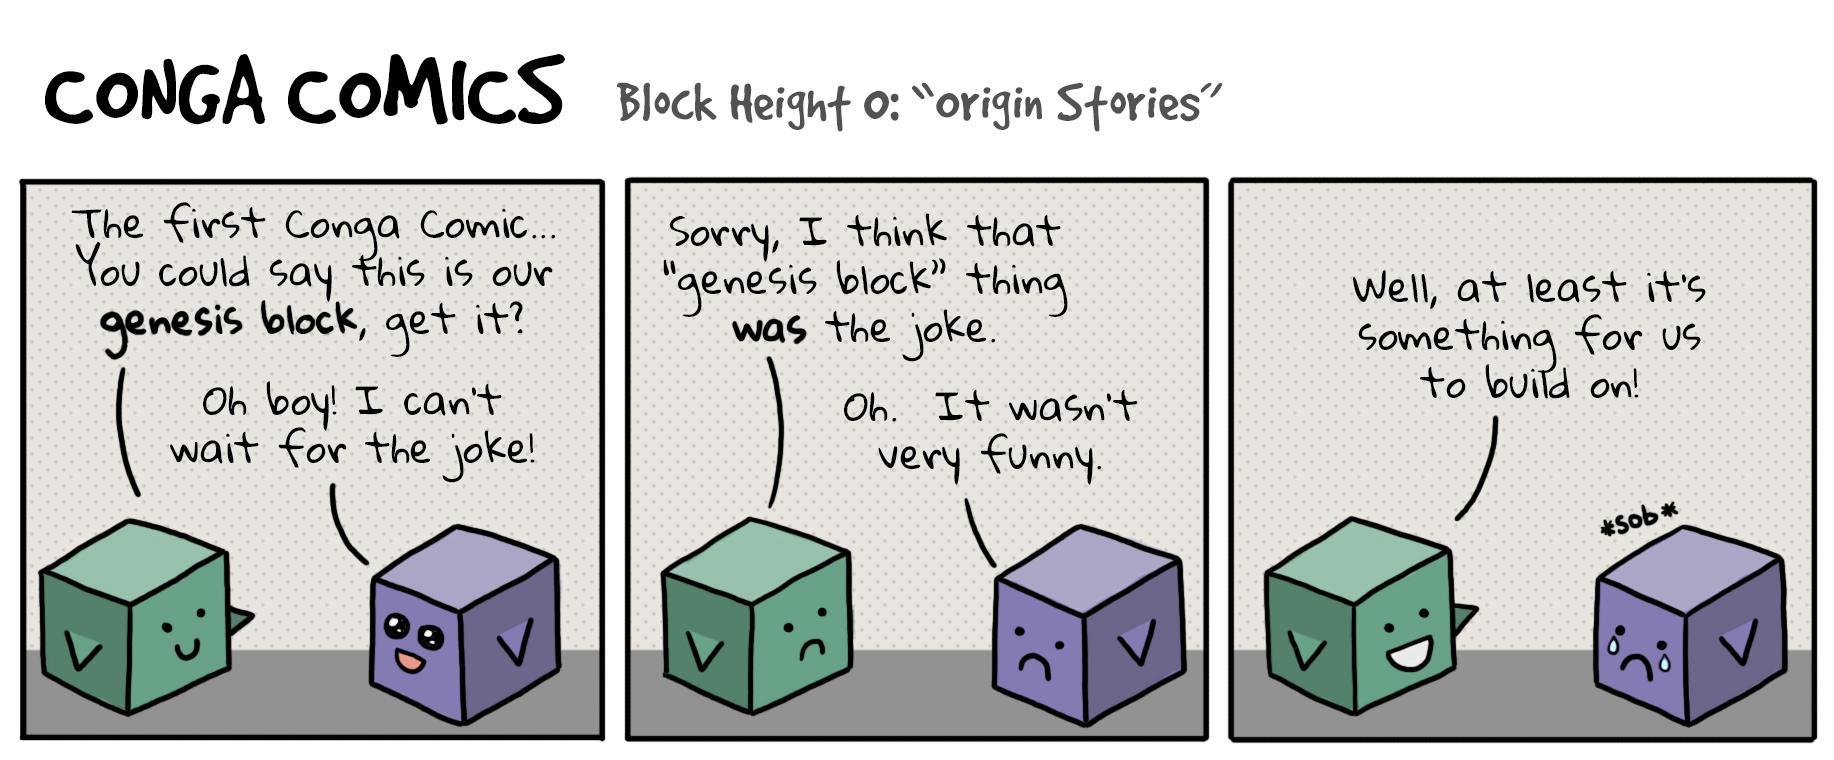 CONGA COMICS
Block Height 0: "Origin Stories"
The first Conga Comic...
You could say this is our
genesis block, get it?
Oh boy! I can't
wait for the joke!
Sorry, I think that
"genesis block" thing
was the joke.
Oh. It wasn't
very funny.
Well, at least it's
something for us
to build on!
*sob*